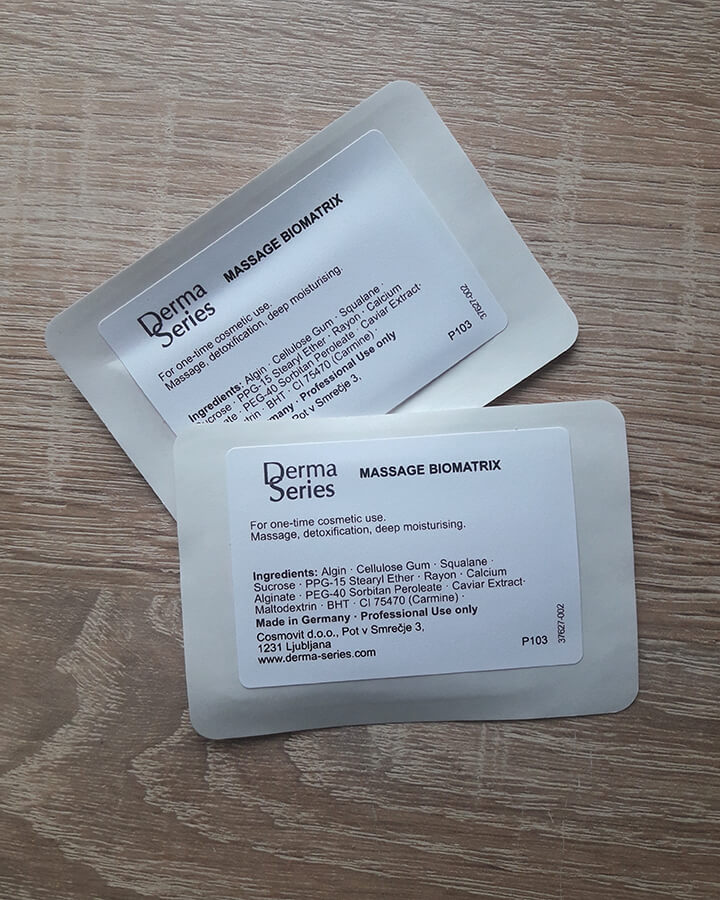 Derma
Series
MASSAGE BIOMATRIX
For one-time cosmetic use.
Massage, detoxification, deep moisturising.
Ingredients: Algin · Cellulose Gum · Squalane ·
Sucrose · PPG-15 Stearyl Ether · Rayon · Calcium
PEG-40 Sorbitan Peroleate · Caviar Extract·
BHT · CI 75470 (Carmine) ·
Professional Use only
Pot v Smrečje 3,
P103
37627-002
Derma
Series
MASSAGE BIOMATRIX
For one-time cosmetic use.
Massage, detoxification, deep moisturising.
Ingredients: Algin · Cellulose Gum · Squalane ·
Sucrose · PPG-15 Stearyl Ether · Rayon · Calcium
Alginate · PEG-40 Sorbitan Peroleate · Caviar Extract·
Maltodextrin · BHT · CI 75470 (Carmine) ·
Made in Germany · Professional Use only
Cosmovit d.o.o., Pot v Smrečje 3,
1231 Ljubljana
www.derma-series.com
P103
37627-002